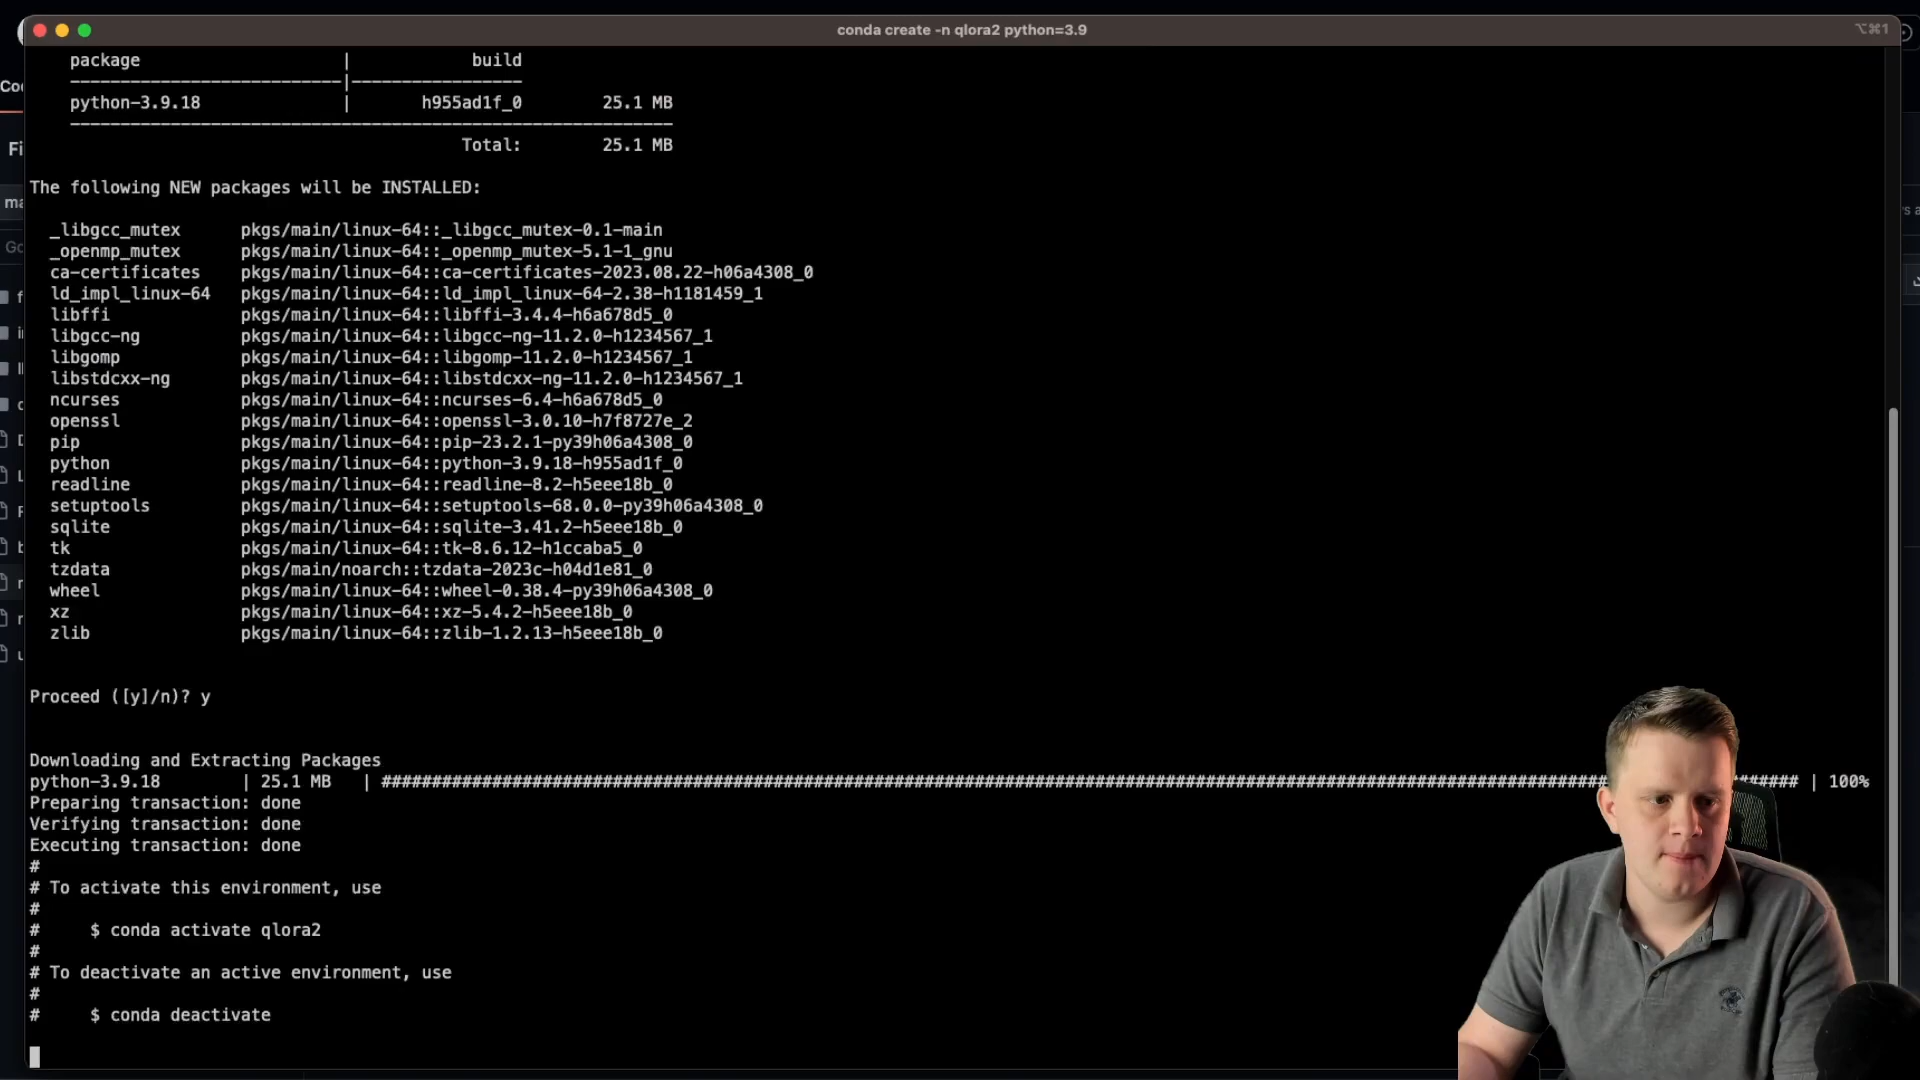 conda create -n qlora2 python=3.9
⌥⌘1
package | build
---------------------------|-----------------
python-3.9.18 | h955ad1f_0 25.1 MB
------------------------------------------------------------
Total: 25.1 MB
The following NEW packages will be INSTALLED:
_libgcc_mutex pkgs/main/linux-64::_libgcc_mutex-0.1-main
_openmp_mutex pkgs/main/linux-64::_openmp_mutex-5.1-1_gnu
ca-certificates pkgs/main/linux-64::ca-certificates-2023.08.22-h06a4308_0
ld_impl_linux-64 pkgs/main/linux-64::ld_impl_linux-64-2.38-h1181459_1
libffi pkgs/main/linux-64::libffi-3.4.4-h6a678d5_0
libgcc-ng pkgs/main/linux-64::libgcc-ng-11.2.0-h1234567_1
libgomp pkgs/main/linux-64::libgomp-11.2.0-h1234567_1
libstdcxx-ng pkgs/main/linux-64::libstdcxx-ng-11.2.0-h1234567_1
ncurses pkgs/main/linux-64::ncurses-6.4-h6a678d5_0
openssl pkgs/main/linux-64::openssl-3.0.10-h7f8727e_2
pip pkgs/main/linux-64::pip-23.2.1-py39h06a4308_0
python pkgs/main/linux-64::python-3.9.18-h955ad1f_0
readline pkgs/main/linux-64::readline-8.2-h5eee18b_0
setuptools pkgs/main/linux-64::setuptools-68.0.0-py39h06a4308_0
sqlite pkgs/main/linux-64::sqlite-3.41.2-h5eee18b_0
tk pkgs/main/linux-64::tk-8.6.12-h1ccaba5_0
tzdata pkgs/main/noarch::tzdata-2023c-h04d1e81_0
wheel pkgs/main/linux-64::wheel-0.38.4-py39h06a4308_0
xz pkgs/main/linux-64::xz-5.4.2-h5eee18b_0
zlib pkgs/main/linux-64::zlib-1.2.13-h5eee18b_0
Proceed ([y]/n)? y
Downloading and Extracting Packages
python-3.9.18 | 25.1 MB | ############################################################ | 100%
Preparing transaction: done
Verifying transaction: done
Executing transaction: done
#
# To activate this environment, use
#
# $ conda activate qlora2
#
# To deactivate an active environment, use
#
# $ conda deactivate